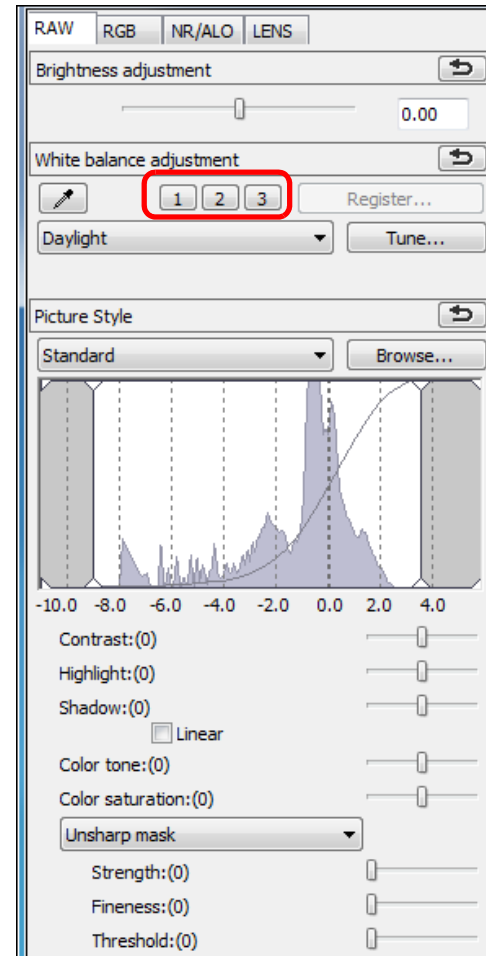 RAW RGB NR/ALO LENS
Brightness adjustment
0.00
White balance adjustment
1 2 3 Register...
Daylight Tune...
Picture Style
Standard Browse...
-10.0 -8.0 -6.0 -4.0 -2.0 0.0 2.0 4.0
Contrast:(0)
Highlight:(0)
Shadow:(0)
Linear
Color tone:(0)
Color saturation:(0)
Unsharp mask
Strength:(0)
Fineness:(0)
Threshold:(0)